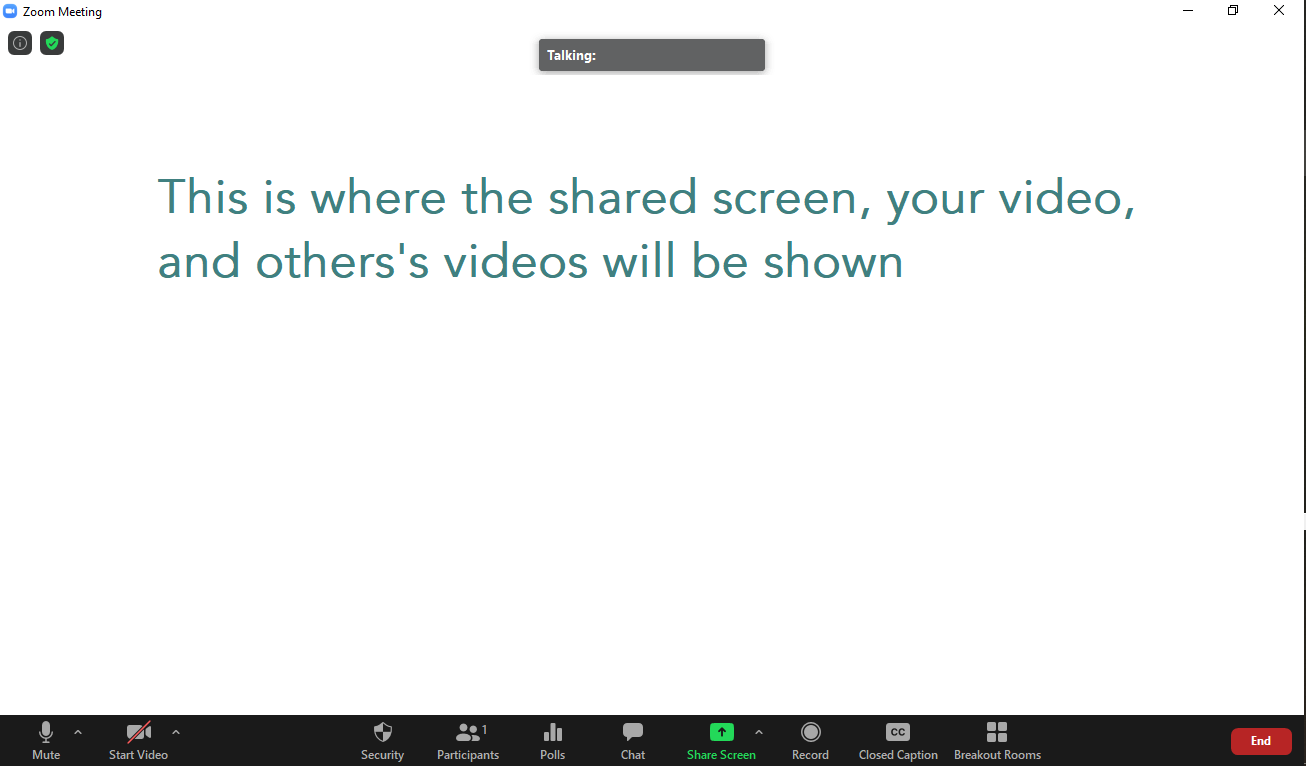 Zoom Meeting
Talking:
This is where the shared screen, your video,
and others's videos will be shown
1
Mute
Start Video
Security
Participants
Polls
Chat
Share Screen
Record
CC
Closed Caption
Breakout Rooms
End